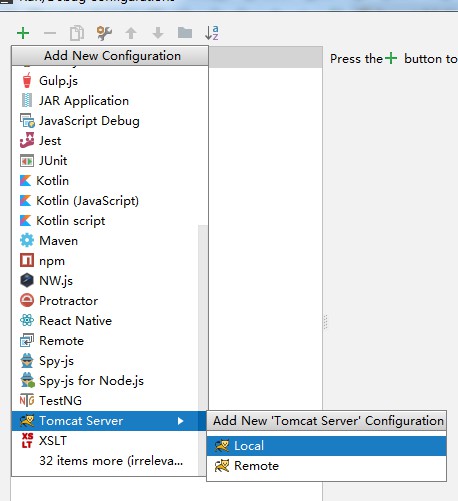 Run/Debug Configurations
Add New Configuration
Press the + button to
Gulp.js
JAR Application
JavaScript Debug
Jest
JUnit
Kotlin
Kotlin (JavaScript)
Kotlin script
Maven
npm
NW.js
Protractor
React Native
Remote
Spy-js
Spy-js for Node.js
TestNG
Tomcat Server
Add New 'Tomcat Server' Configuration
Local
Remote
XSLT
32 items more (irreleva...